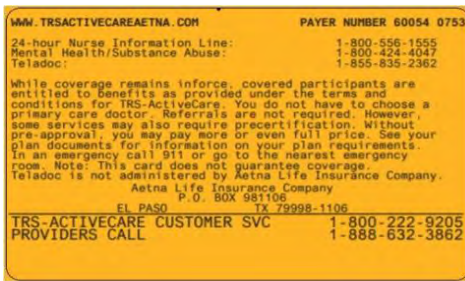 WWW.TRSACTIVECAREAETNA.COM PAYER NUMBER 60054 0753
24-hour Nurse Information Line: 1-800-556-1555
Mental Health/Substance Abuse: 1-800-424-4047
Teladoc: 1-855-835-2362
While coverage remains inforce, covered participants are
entitled to benefits as provided under the terms and
conditions for TRS-ActiveCare. You do not have to choose a
primary care doctor. Referrals are not required. However,
some services may also require precertification. Without
pre-approval, you may pay more or even full price. See your
plan documents for information on your plan requirements.
In an emergency call 911 or go to the nearest emergency
room. Note: This card does not guarantee coverage.
Teladoc is not administered by Aetna Life Insurance Company.
Aetna Life Insurance Company
P.O. BOX 981106
EL PASO TX 79998-1106
TRS-ACTIVECARE CUSTOMER SVC 1-800-222-9205
PROVIDERS CALL 1-888-632-3862